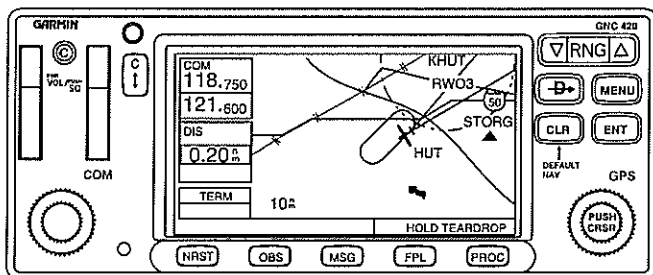 GARMIN
GNC 420
C
PWR
VOL/PUSH
SQ
COM
C
COM
118.750
121.600
DIS
0.20 n m
TERM
10 n m
KHUT
RW03
50
STORG
HUT
HOLD TEARDROP
RNG
D
MENU
CLR
ENT
DEFAULT
NAV
GPS
PUSH
CRSR
NRST
OBS
MSG
FPL
PROC